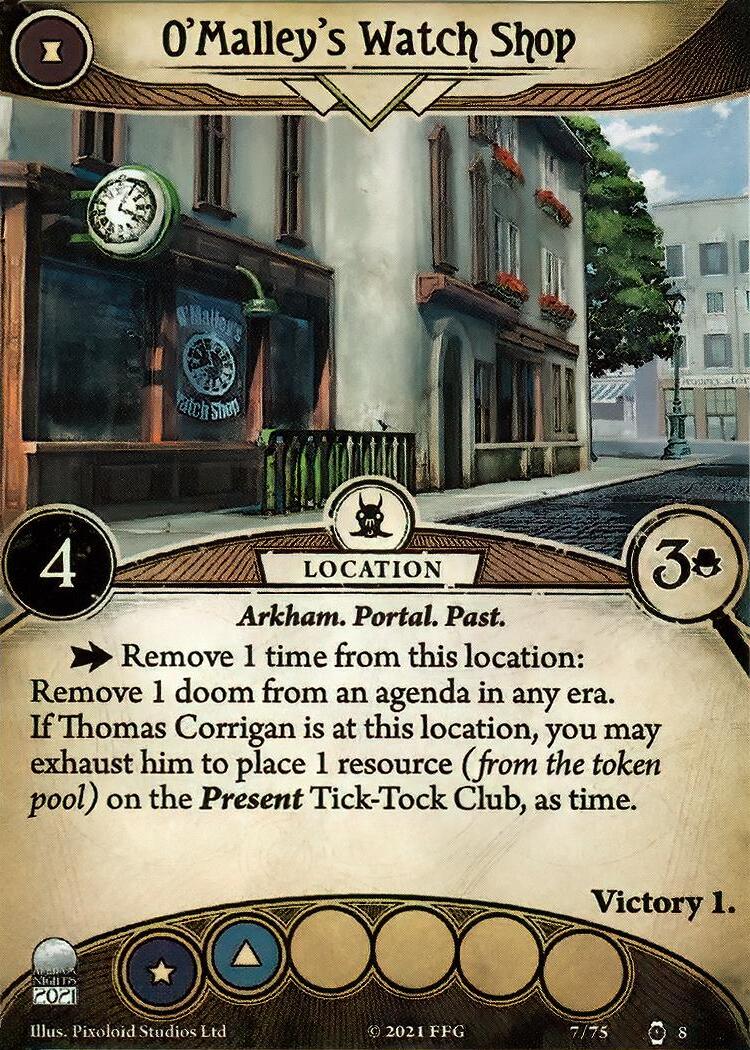 O'Malley's Watch Shop
O'Malley's
Watch Shop
4
LOCATION
3
Arkham. Portal. Past.
Remove 1 time from this location:
Remove 1 doom from an agenda in any era.
If Thomas Corrigan is at this location, you may
exhaust him to place 1 resource (from the token
pool) on the Present Tick-Tock Club, as time.
Victory 1.
ARKHAM
NIGHTS
2021
Illus. Pixoloid Studios Ltd
© 2021 FFG
7/75
8